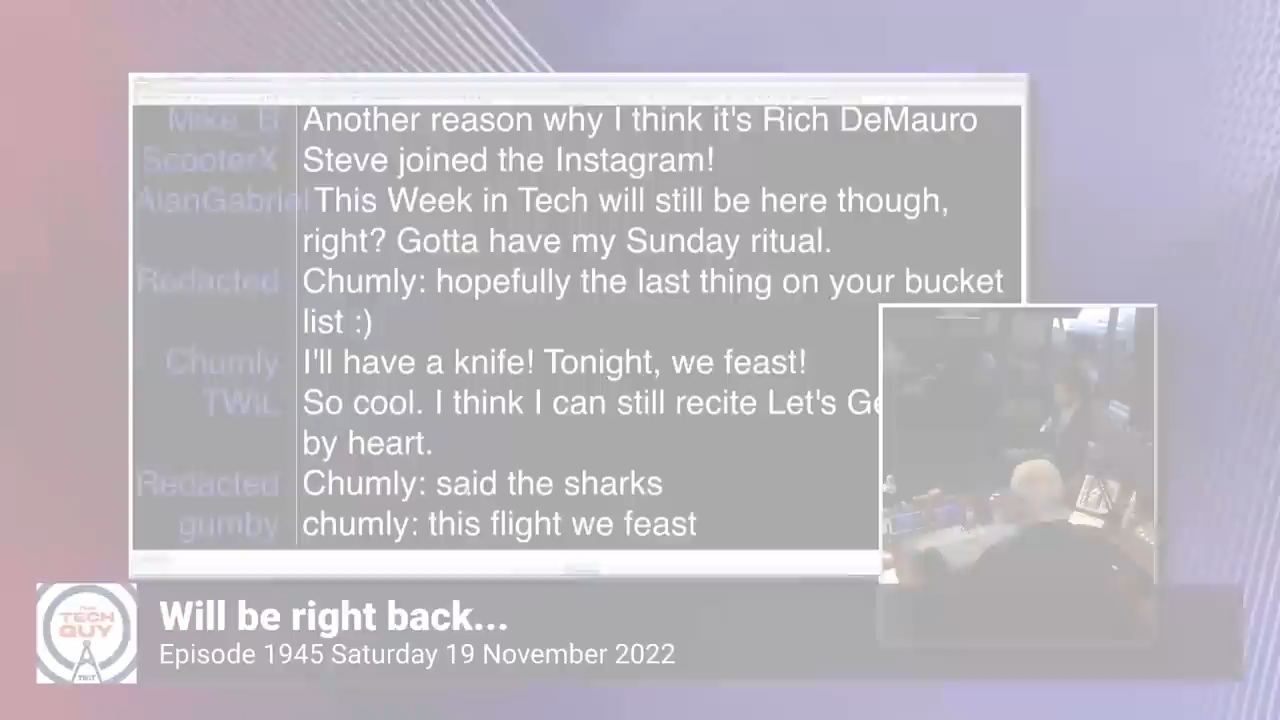 Mike_B Another reason why I think it's Rich DeMauro
ScooterX Steve joined the Instagram!
AlanGabriel This Week in Tech will still be here though,
right? Gotta have my Sunday ritual.
Redacted Chumly: hopefully the last thing on your bucket
list :)
Chumly I'll have a knife! Tonight, we feast!
TWiL So cool. I think I can still recite Let's
by heart.
Redacted Chumly: said the sharks
gumby chumly: this flight we feast
TECH
GUY
TWiT
Will be right back...
Episode 1945 Saturday 19 November 2022